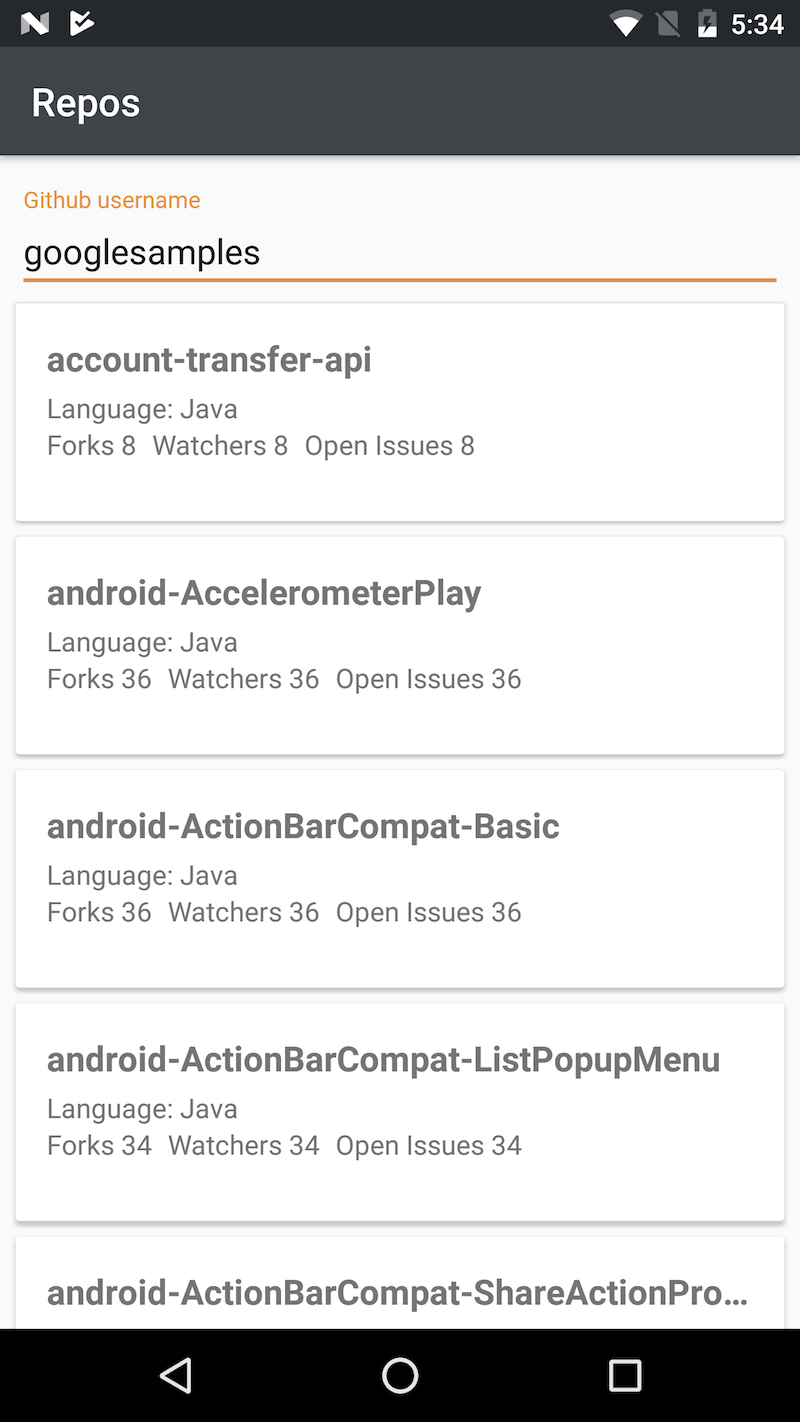 5:34
Repos
Github username
googlesamples
account-transfer-api
Language: Java
Forks 8 Watchers 8 Open Issues 8
android-AccelerometerPlay
Language: Java
Forks 36 Watchers 36 Open Issues 36
android-ActionBarCompat-Basic
Language: Java
Forks 36 Watchers 36 Open Issues 36
android-ActionBarCompat-ListPopupMenu
Language: Java
Forks 34 Watchers 34 Open Issues 34
android-ActionBarCompat-ShareActionPro...